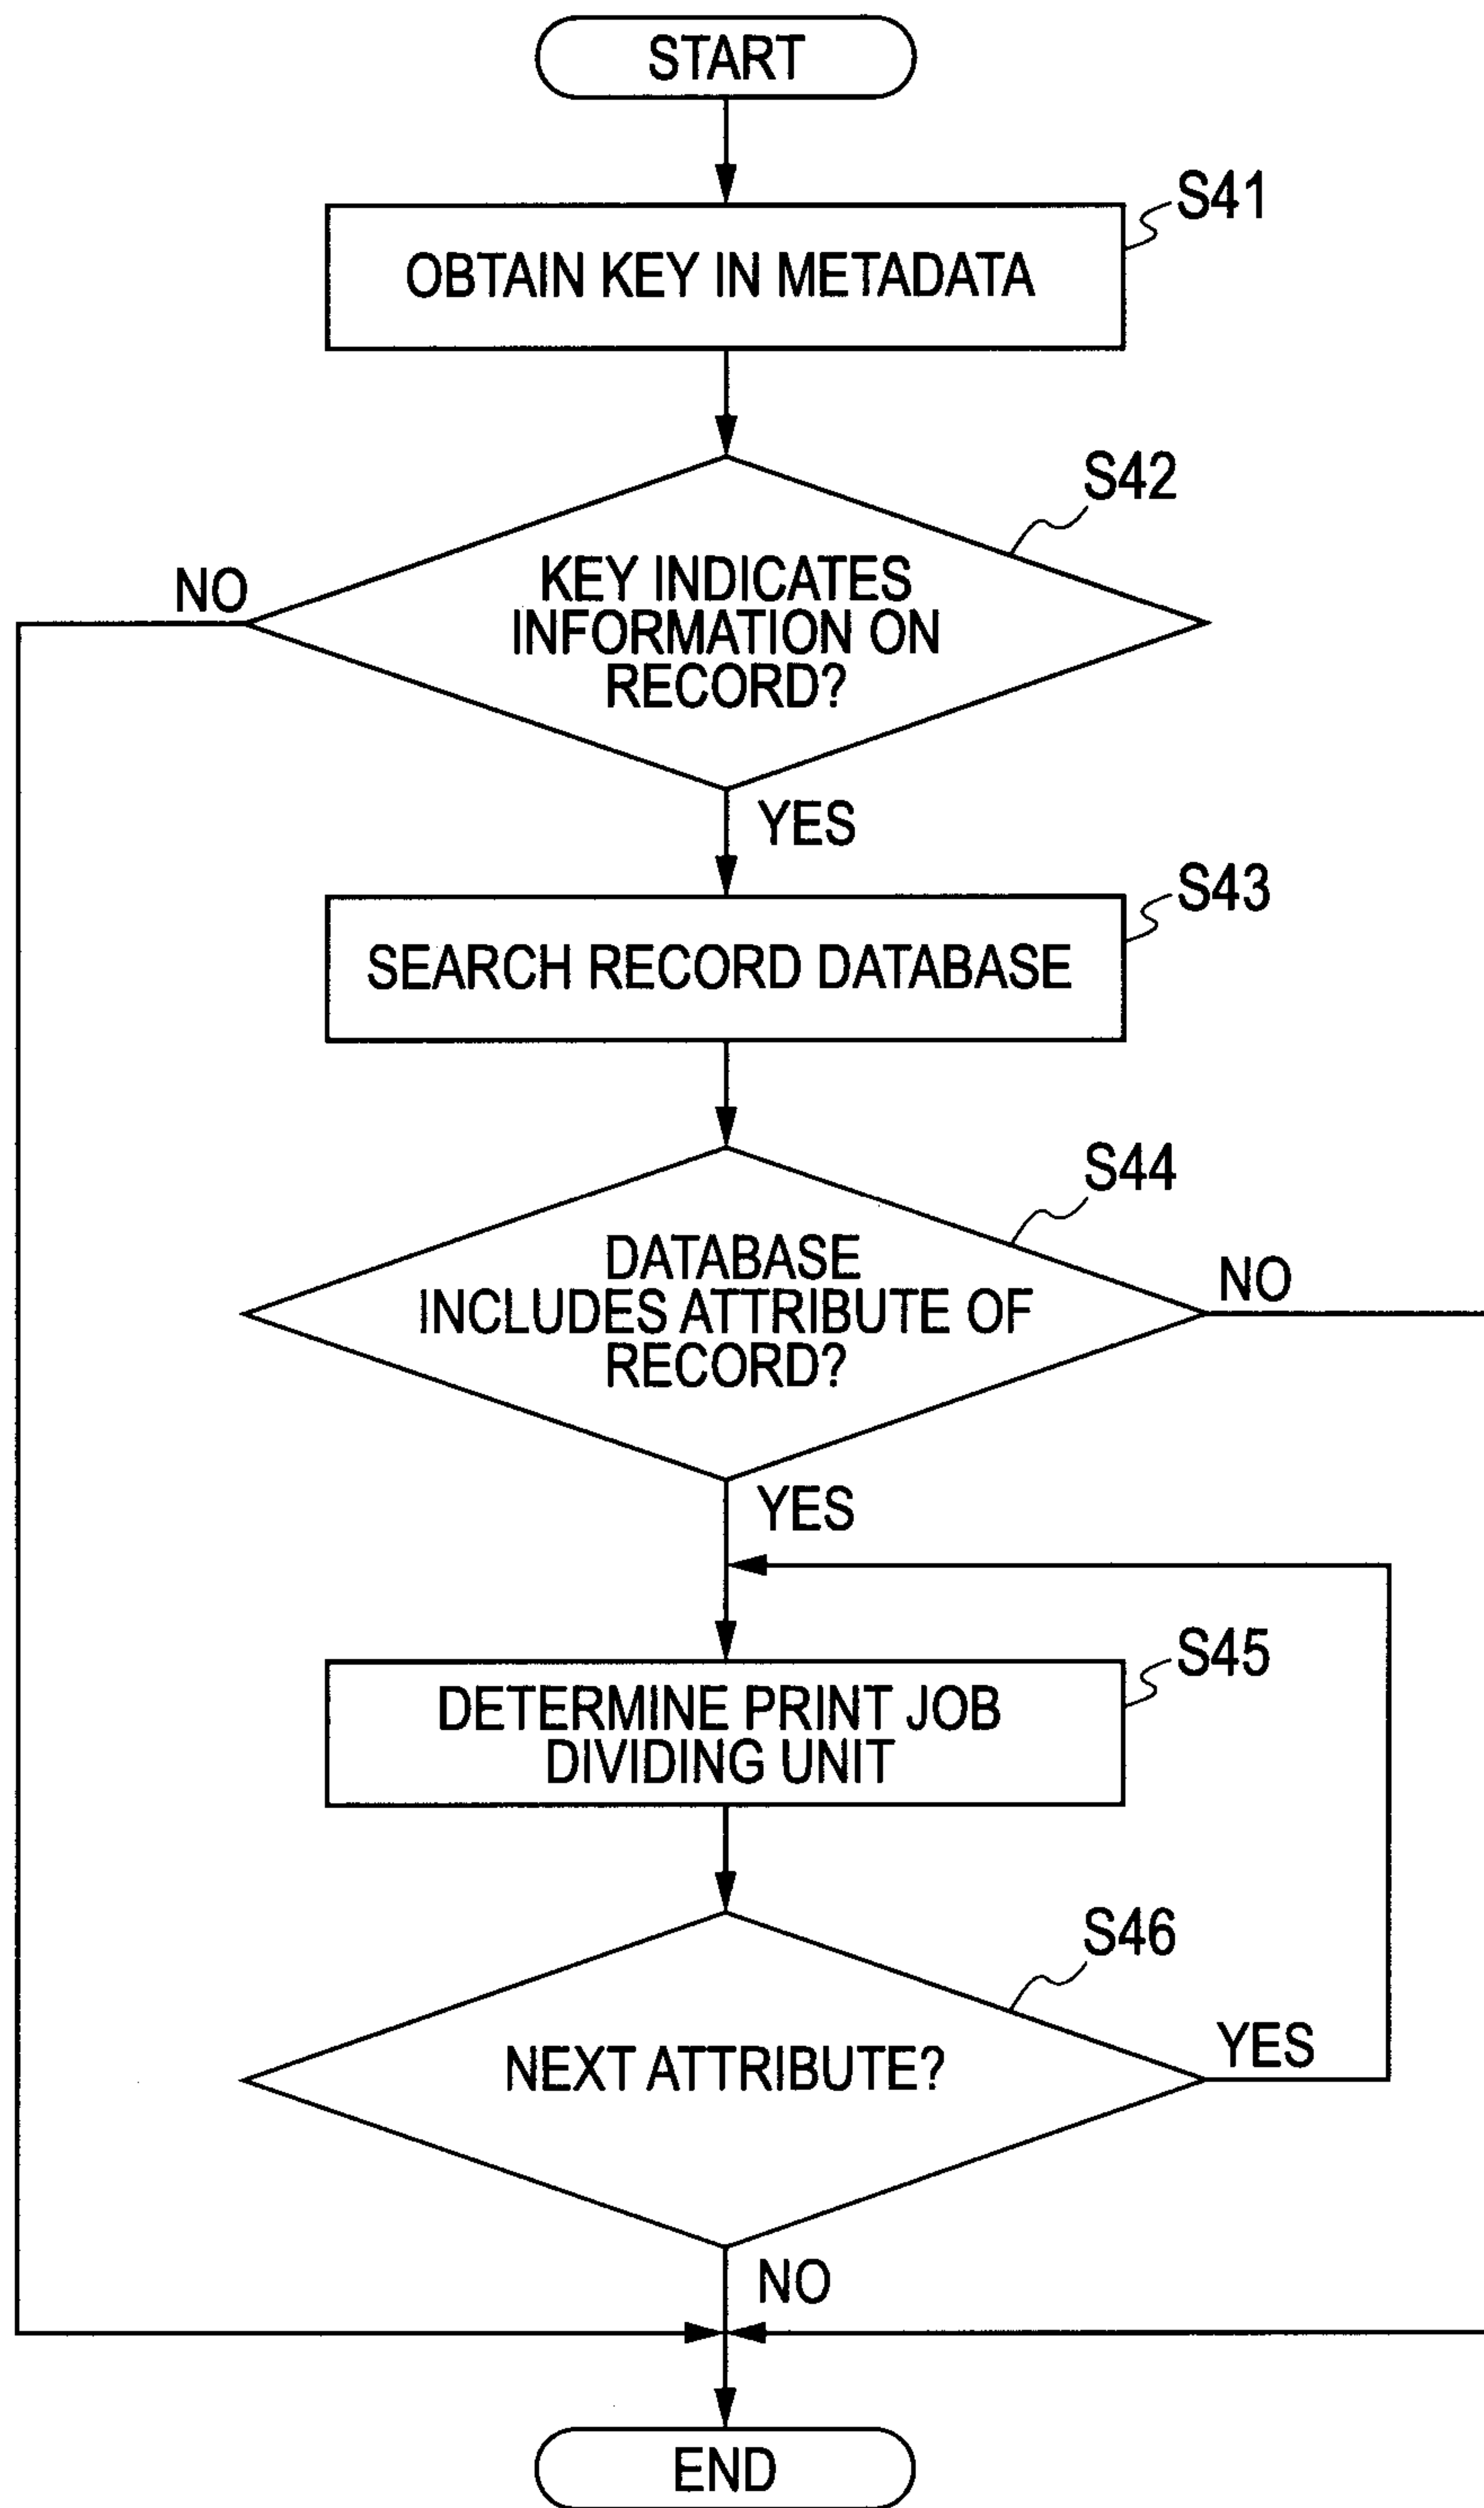 START
S41
OBTAIN KEY IN METADATA
S42
NO
KEY INDICATES
INFORMATION ON
RECORD?
YES
S43
SEARCH RECORD DATABASE
S44
DATABASE
INCLUDES ATTRIBUTE OF
RECORD?
NO
YES
S45
DETERMINE PRINT JOB
DIVIDING UNIT
S46
NEXT ATTRIBUTE?
YES
NO
END